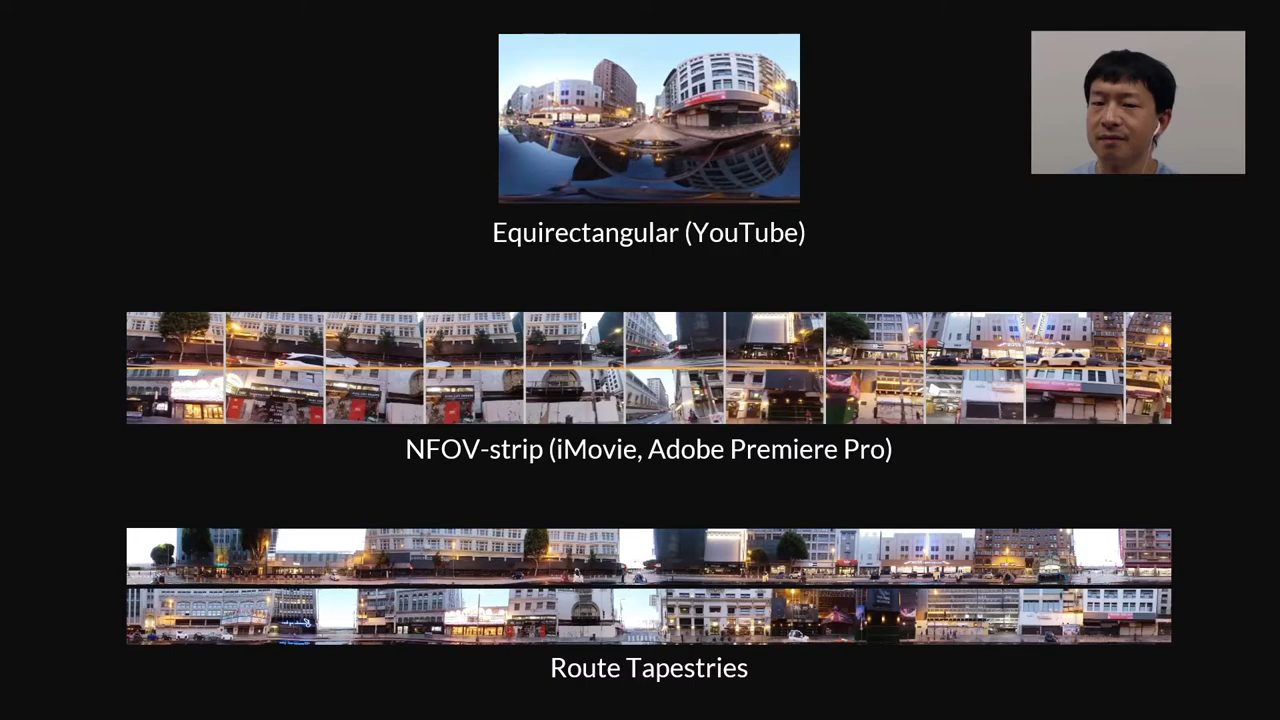 Equirectangular (YouTube)
NFOV-strip (iMovie, Adobe Premiere Pro)
Route Tapestries